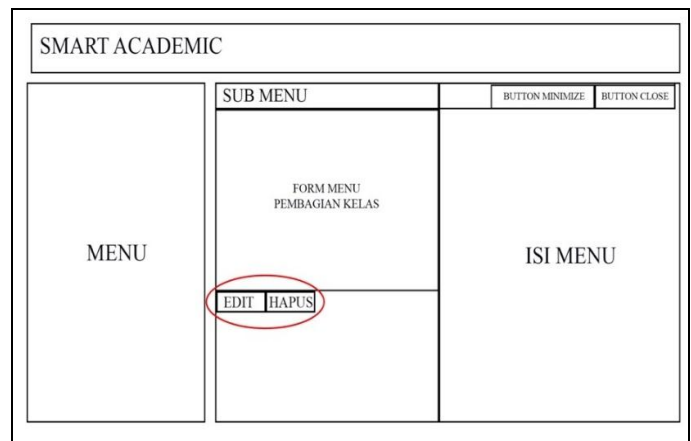 SMART ACADEMIC
SUB MENU
BUTTON MINIMIZE
BUTTON CLOSE
FORM MENU
PEMBAGIAN KELAS
MENU
ISI MENU
EDIT
HAPUS